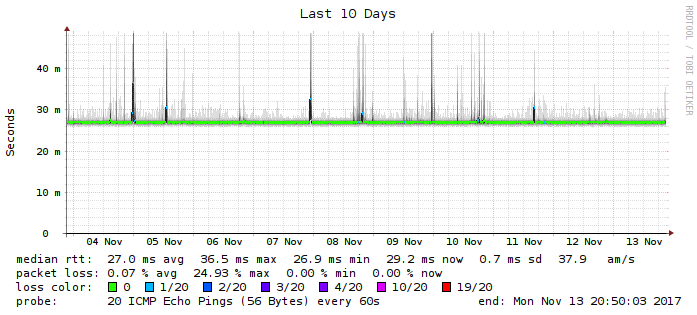 Last 10 Days
RRDTOOL / TOBI OETIKER
Seconds
40 m
30 m
20 m
10 m
0
04 Nov 05 Nov 06 Nov 07 Nov 08 Nov 09 Nov 10 Nov 11 Nov 12 Nov 13 Nov
median rtt: 27.0 ms avg 36.5 ms max 26.9 ms min 29.2 ms now 0.7 ms sd 37.9 am/s
packet loss: 0.07 % avg 24.93 % max 0.00 % min 0.00 % now
loss color: 0 1/20 2/20 3/20 4/20 10/20 19/20
probe: 20 ICMP Echo Pings (56 Bytes) every 60s end: Mon Nov 13 20:50:03 2017